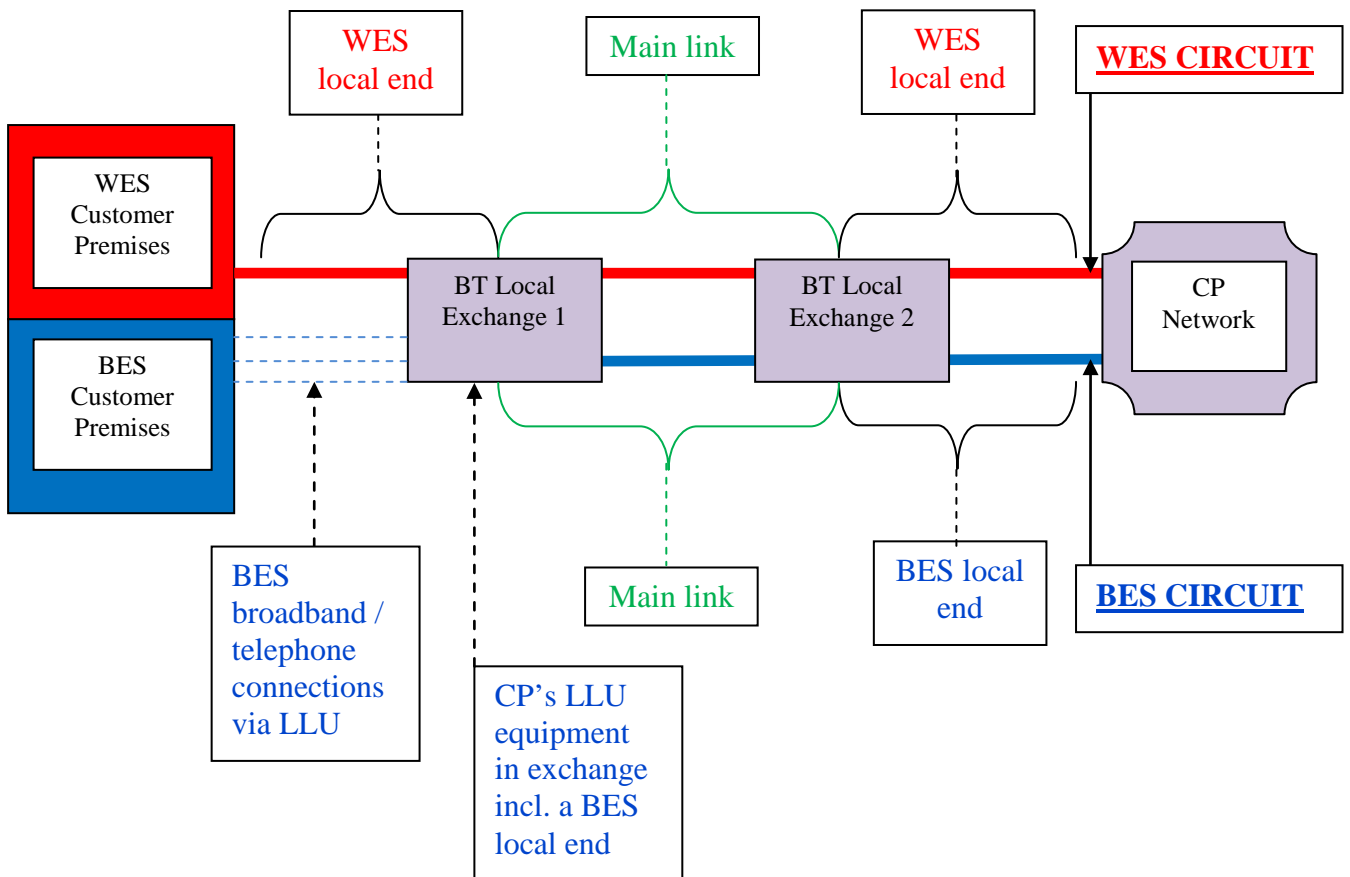 WES
local end
Main link
WES
local end
WES CIRCUIT
WES
Customer
Premises
BT Local
Exchange 1
BT Local
Exchange 2
CP
Network
BES
Customer
Premises
BES
broadband /
telephone
connections
via LLU
CP’s LLU
equipment
in exchange
incl. a BES
local end
Main link
BES local
end
BES CIRCUIT